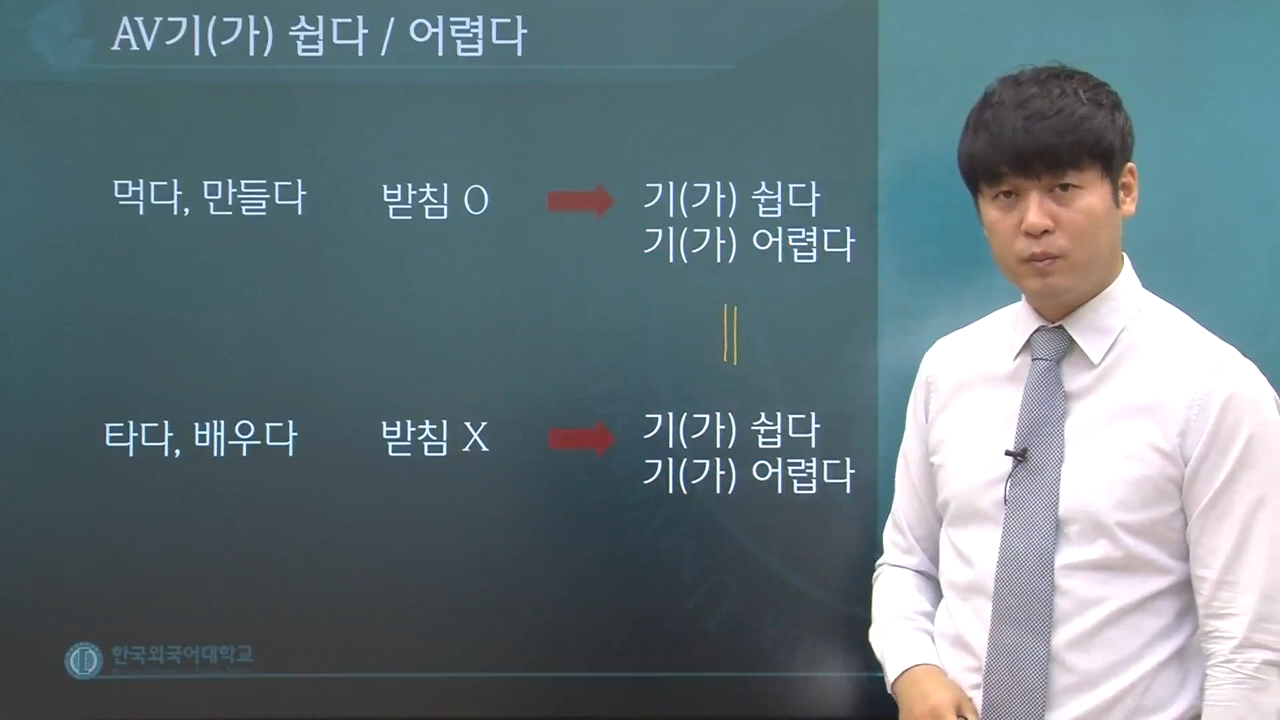 AV기(가) 쉽다 / 어렵다
먹다, 만들다 받침 O 기(가) 쉽다
기(가) 어렵다
타다, 배우다 받침 X 기(가) 쉽다
기(가) 어렵다
한국외국어대학교